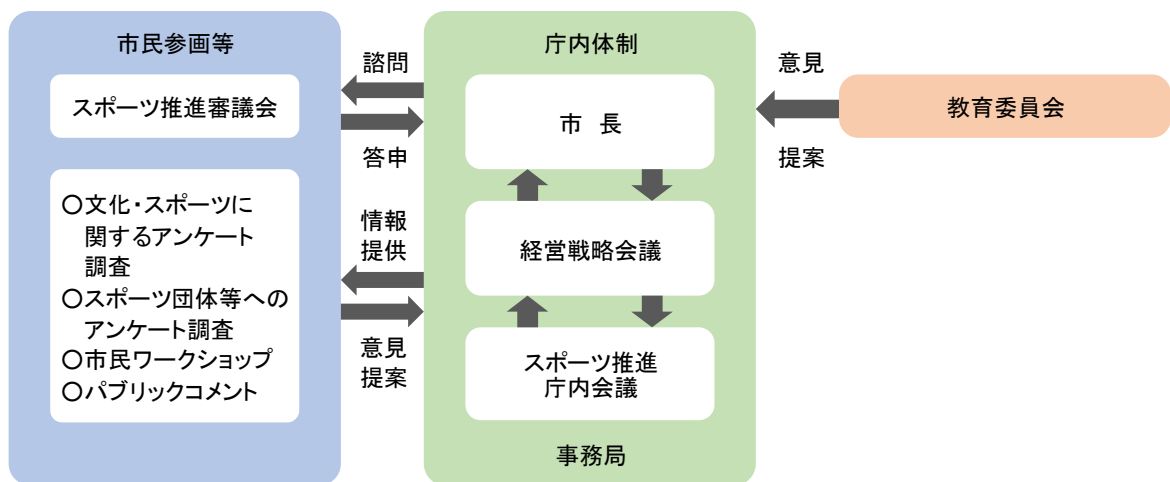 市民参画等
スポーツ推進審議会
〇文化・スポーツに
関するアンケート
調査
〇スポーツ団体等への
アンケート調査
〇市民ワークショップ
〇パブリックコメント
諮問
答申
情報
提供
意見
提案
庁内体制
市 長
経営戦略会議
スポーツ推進
庁内会議
事務局
意見
提案
教育委員会